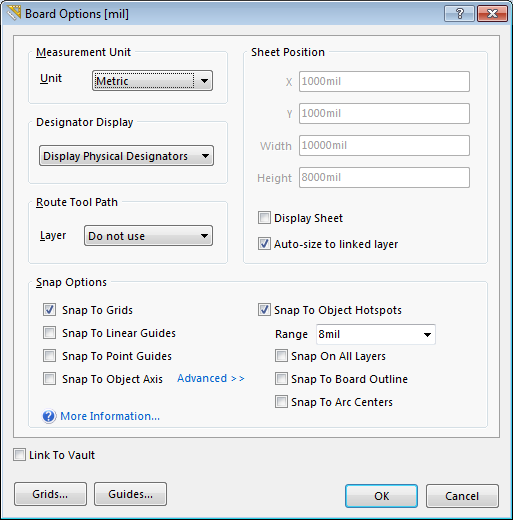 Board Options [mil]
Measurement Unit
Unit Metric
Designator Display
Display Physical Designators
Route Tool Path
Layer Do not use
Sheet Position
X 1000mil
Y 1000mil
Width 10000mil
Height 8000mil
Display Sheet
Auto-size to linked layer
Snap Options
Snap To Grids
Snap To Linear Guides
Snap To Point Guides
Snap To Object Axis Advanced >>
? More Information...
Snap To Object Hotspots
Range 8mil
Snap On All Layers
Snap To Board Outline
Snap To Arc Centers
Link To Vault
Grids... Guides... OK Cancel